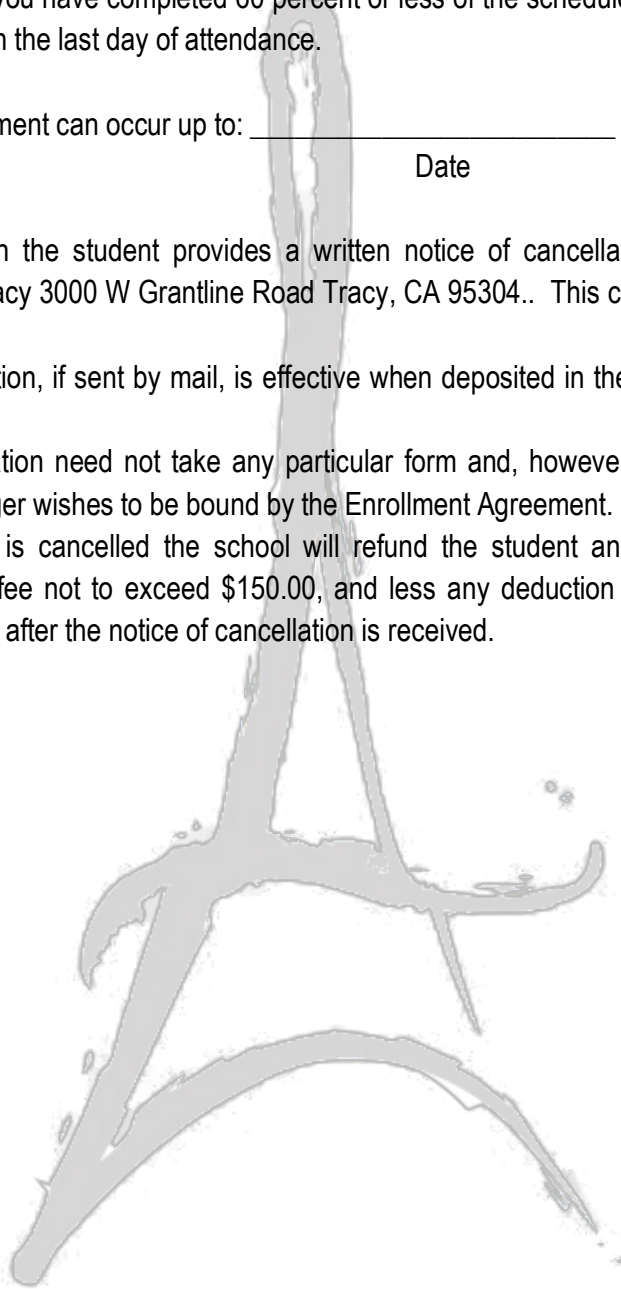 you have completed 60 percent or less of the schedule
n the last day of attendance.
ment can occur up to: _________________________
Date
n the student provides a written notice of cancella
acy 3000 W Grantline Road Tracy, CA 95304.. This c
tion, if sent by mail, is effective when deposited in the
ation need not take any particular form and, howeve
ger wishes to be bound by the Enrollment Agreement.
is cancelled the school will refund the student an
fee not to exceed $150.00, and less any deduction
after the notice of cancellation is received.